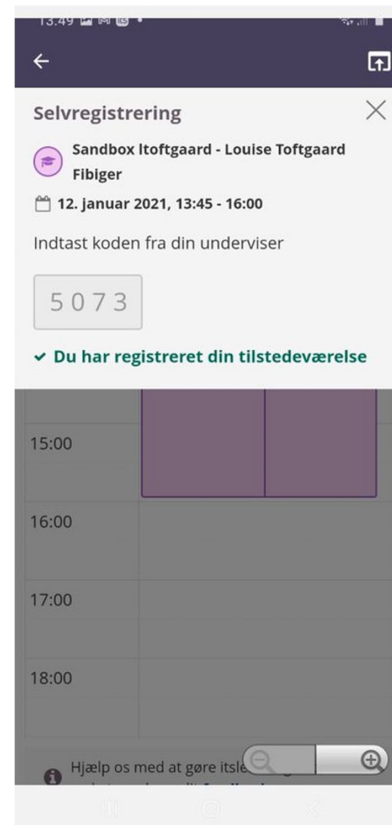 13.49
Selvregistrering
Sandbox ltoftgaard - Louise Toftgaard
Fibiger
12. januar 2021, 13:45 - 16:00
Indtast koden fra din underviser
5073
Du har registreret din tilstedeværelse
15:00
16:00
17:00
18:00
Hjælp os med at gøre